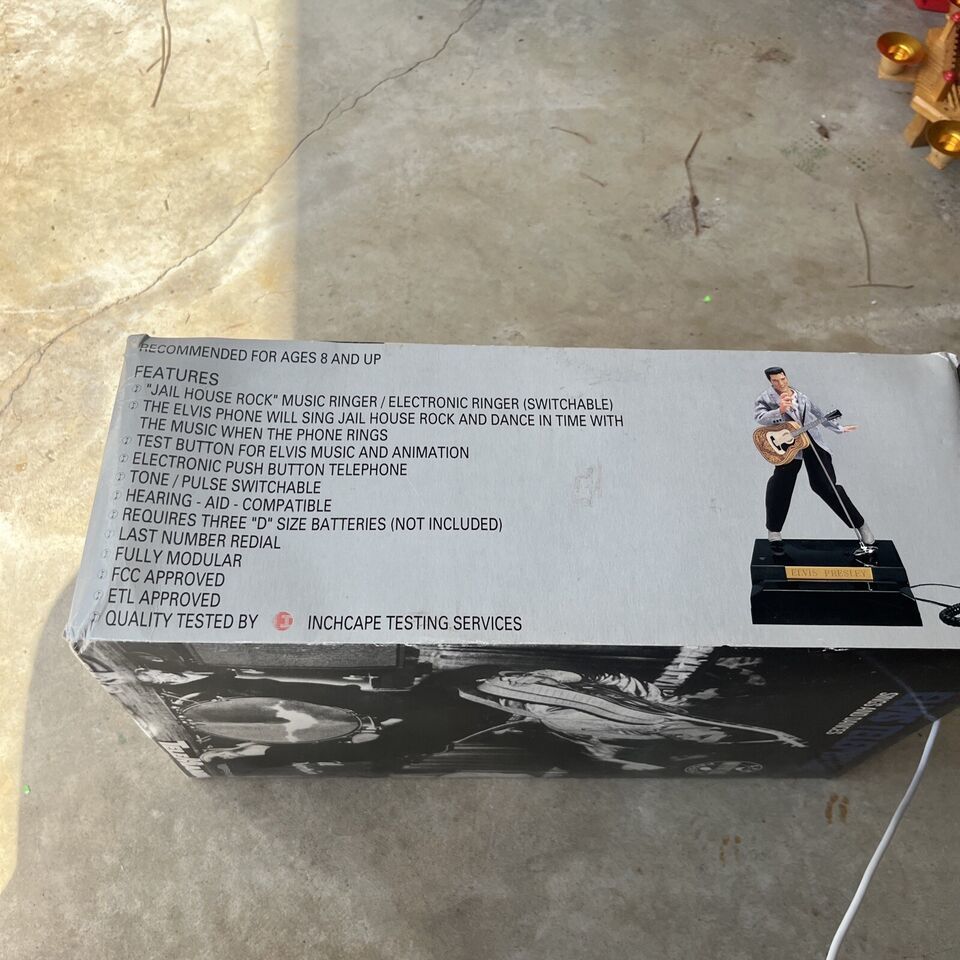 RECOMMENDED FOR AGES 8 AND UP
FEATURES
"JAIL HOUSE ROCK" MUSIC RINGER / ELECTRONIC RINGER (SWITCHABLE)
THE ELVIS PHONE WILL SING JAIL HOUSE ROCK AND DANCE IN TIME WITH
THE MUSIC WHEN THE PHONE RINGS
TEST BUTTON FOR ELVIS MUSIC AND ANIMATION
ELECTRONIC PUSH BUTTON TELEPHONE
TONE / PULSE SWITCHABLE
HEARING - AID - COMPATIBLE
REQUIRES THREE "D" SIZE BATTERIES (NOT INCLUDED)
LAST NUMBER REDIAL
FULLY MODULAR
FCC APPROVED
ETL APPROVED
QUALITY TESTED BY INCHCAPE TESTING SERVICES
ELVIS PRESLEY